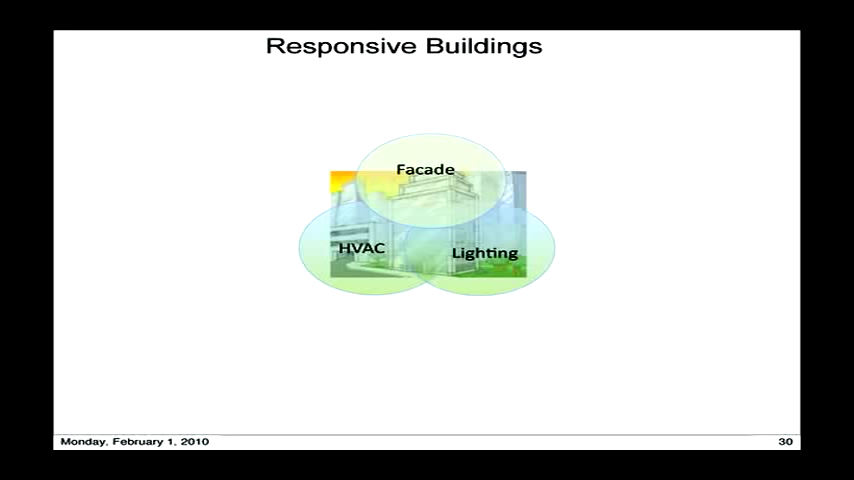 Responsive Buildings
Facade
HVAC
Lighting
Monday, February 1, 2010
30